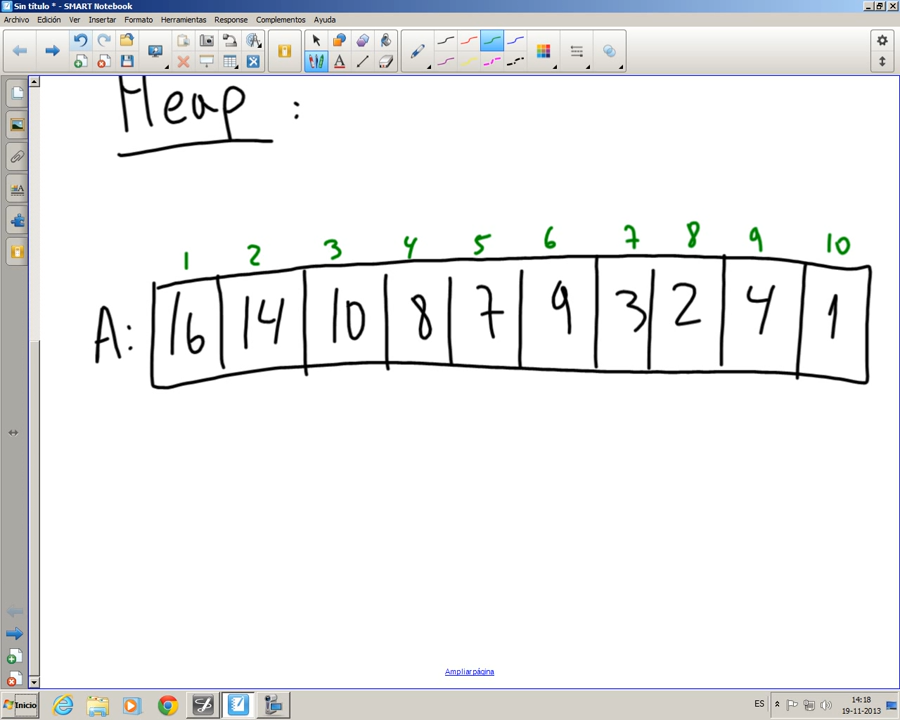 Sin título * - SMART Notebook
Archivo Edición Ver Insertar Formato Herramientas Response Complementos Ayuda
Heap :
1 2 3 4 5 6 7 8 9 10
A: 16 14 10 8 7 9 3 2 4 1
Ampliar página
Inicio
ES
14:18
19-11-2013